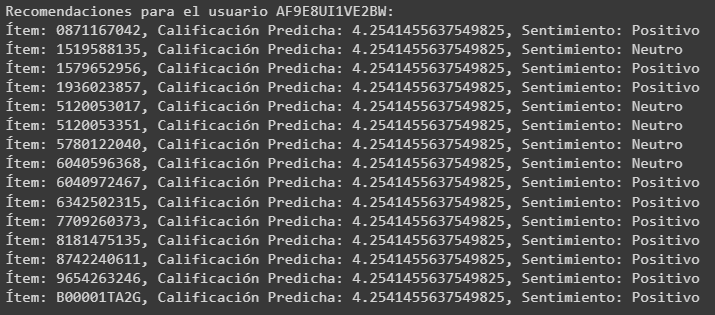 Recomendaciones para el usuario AF9E8UI1VE2BW:
Ítem: 0871167042, Calificación Predicha: 4.2541455637549825, Sentimiento: Positivo
Ítem: 1519588135, Calificación Predicha: 4.2541455637549825, Sentimiento: Neutro
Ítem: 1579652956, Calificación Predicha: 4.2541455637549825, Sentimiento: Positivo
Ítem: 1936023857, Calificación Predicha: 4.2541455637549825, Sentimiento: Positivo
Ítem: 5120053017, Calificación Predicha: 4.2541455637549825, Sentimiento: Neutro
Ítem: 5120053351, Calificación Predicha: 4.2541455637549825, Sentimiento: Neutro
Ítem: 5780122040, Calificación Predicha: 4.2541455637549825, Sentimiento: Neutro
Ítem: 6040596368, Calificación Predicha: 4.2541455637549825, Sentimiento: Neutro
Ítem: 6040972467, Calificación Predicha: 4.2541455637549825, Sentimiento: Positivo
Ítem: 6342502315, Calificación Predicha: 4.2541455637549825, Sentimiento: Positivo
Ítem: 7709260373, Calificación Predicha: 4.2541455637549825, Sentimiento: Positivo
Ítem: 8181475135, Calificación Predicha: 4.2541455637549825, Sentimiento: Positivo
Ítem: 8742240611, Calificación Predicha: 4.2541455637549825, Sentimiento: Positivo
Ítem: 9654263246, Calificación Predicha: 4.2541455637549825, Sentimiento: Positivo
Ítem: B00001TA2G, Calificación Predicha: 4.2541455637549825, Sentimiento: Positivo